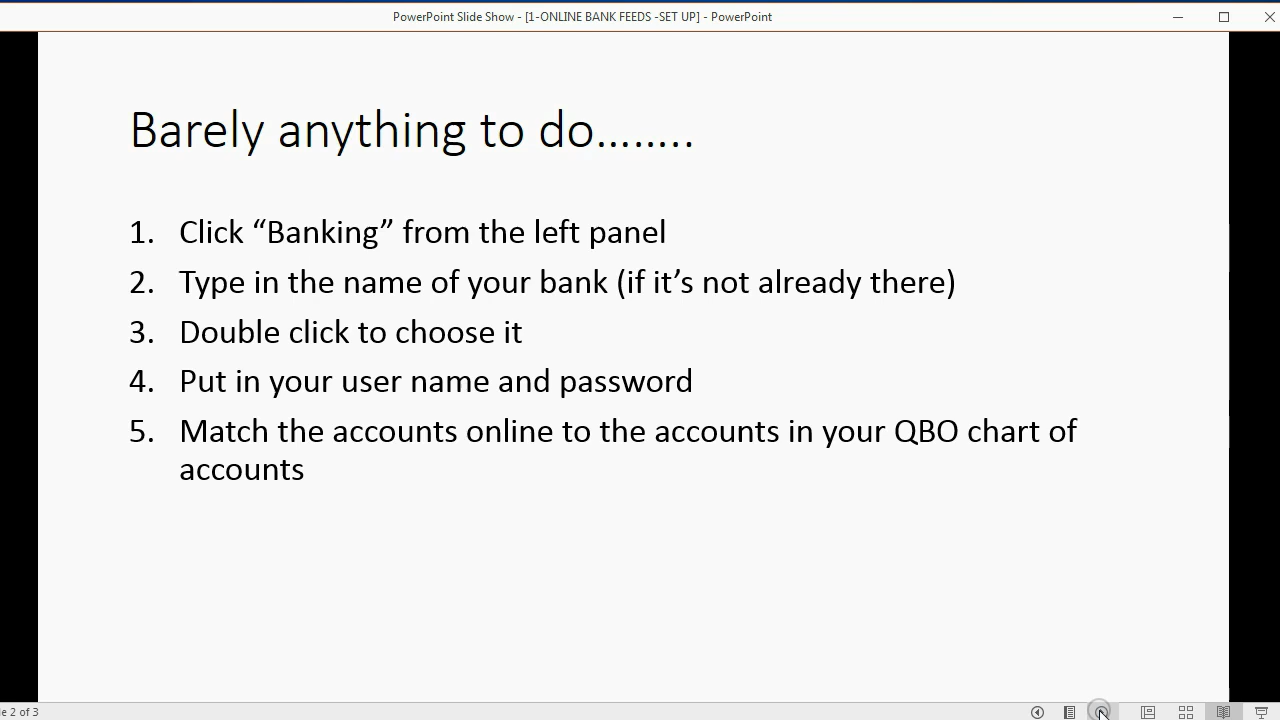 PowerPoint Slide Show - [1-ONLINE BANK FEEDS -SET UP] - PowerPoint
Barely anything to do........
1. Click “Banking” from the left panel
2. Type in the name of your bank (if it’s not already there)
3. Double click to choose it
4. Put in your user name and password
5. Match the accounts online to the accounts in your QBO chart of
accounts
e 2 of 3